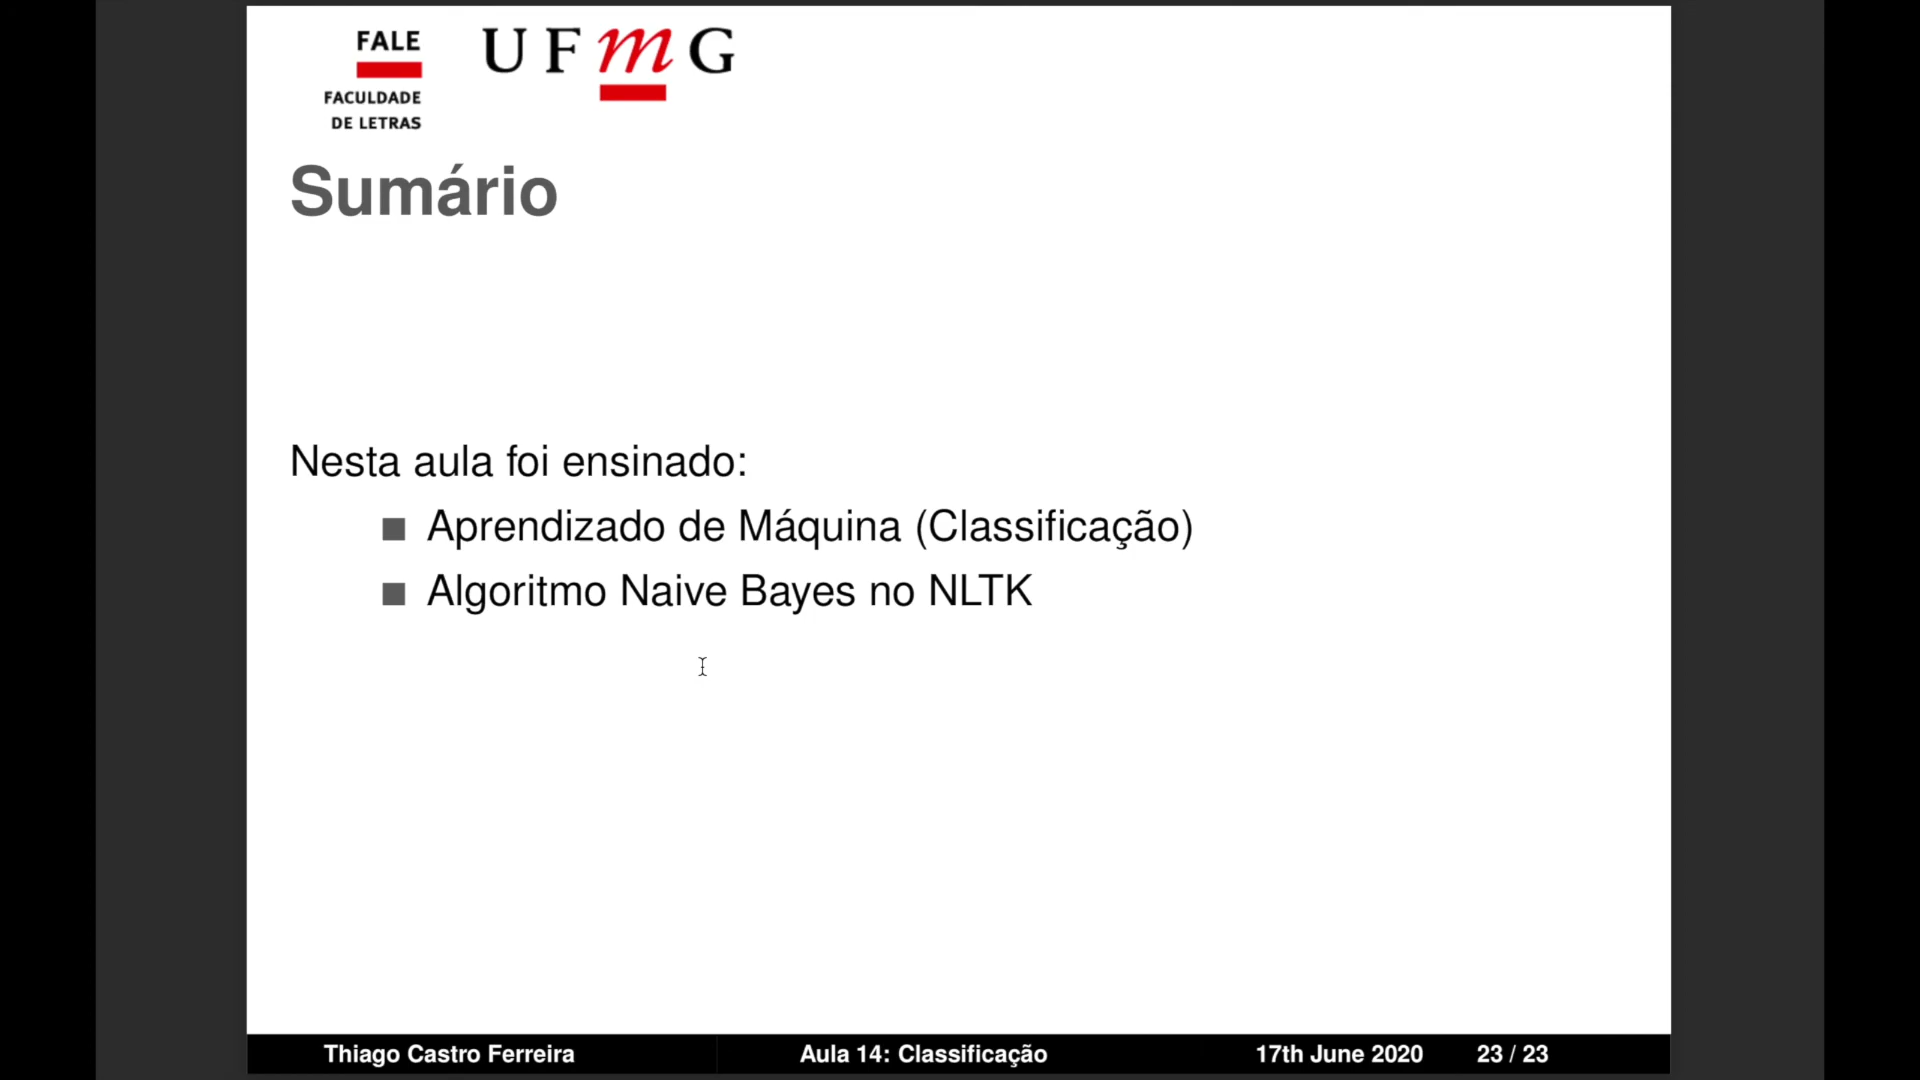 FALE
FACULDADE
DE LETRAS
UFmG
Sumário
Nesta aula foi ensinado:
Aprendizado de Máquina (Classificação)
Algoritmo Naive Bayes no NLTK
Thiago Castro Ferreira
Aula 14: Classificação
17th June 2020
23 / 23